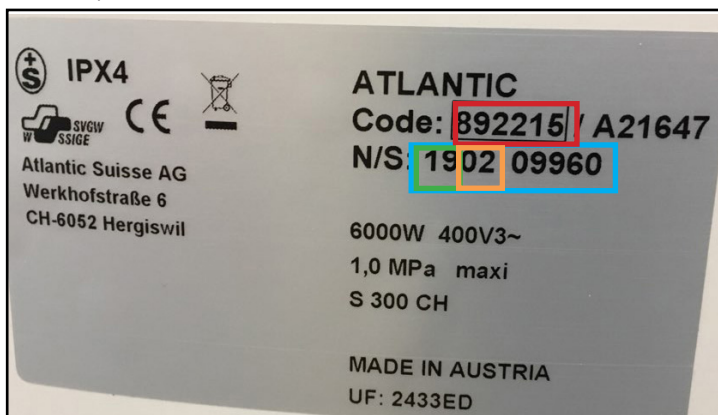 +
S
IPX4
SVGW
W SSIGE
CE
Atlantic Suisse AG
Werkhofstraße 6
CH-6052 Hergiswil
ATLANTIC
Code: 892215 / A21647
N/S: 1902 09960
6000W 400V3~
1,0 MPa maxi
S 300 CH
MADE IN AUSTRIA
UF: 2433ED